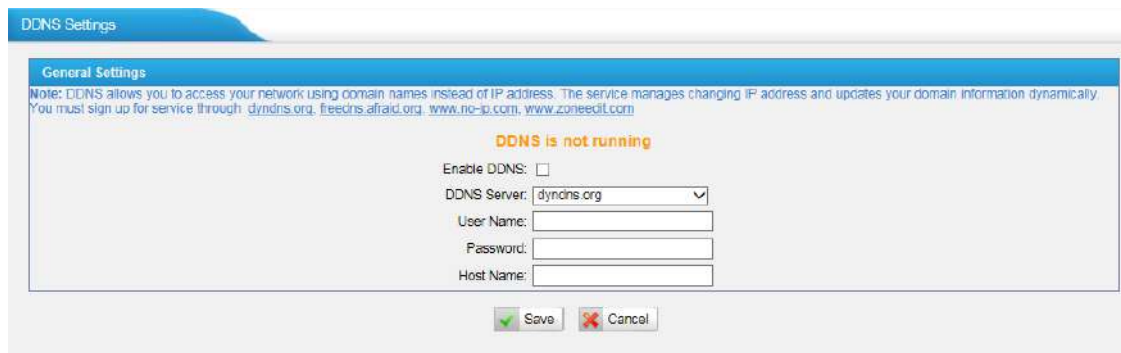 DDNS Settings
General Settings
Note: DDNS allows you to access your network using domain names instead of IP address. The service manages changing IP address and updates your domain information dynamically.
You must sign up for service through dyndns.org, freedns.afraid.org, www.no-ip.com, www.zoneedit.com
DDNS is not running
Enable DDNS:
DDNS Server: dyndns.org
User Name:
Password:
Host Name:
Save Cancel